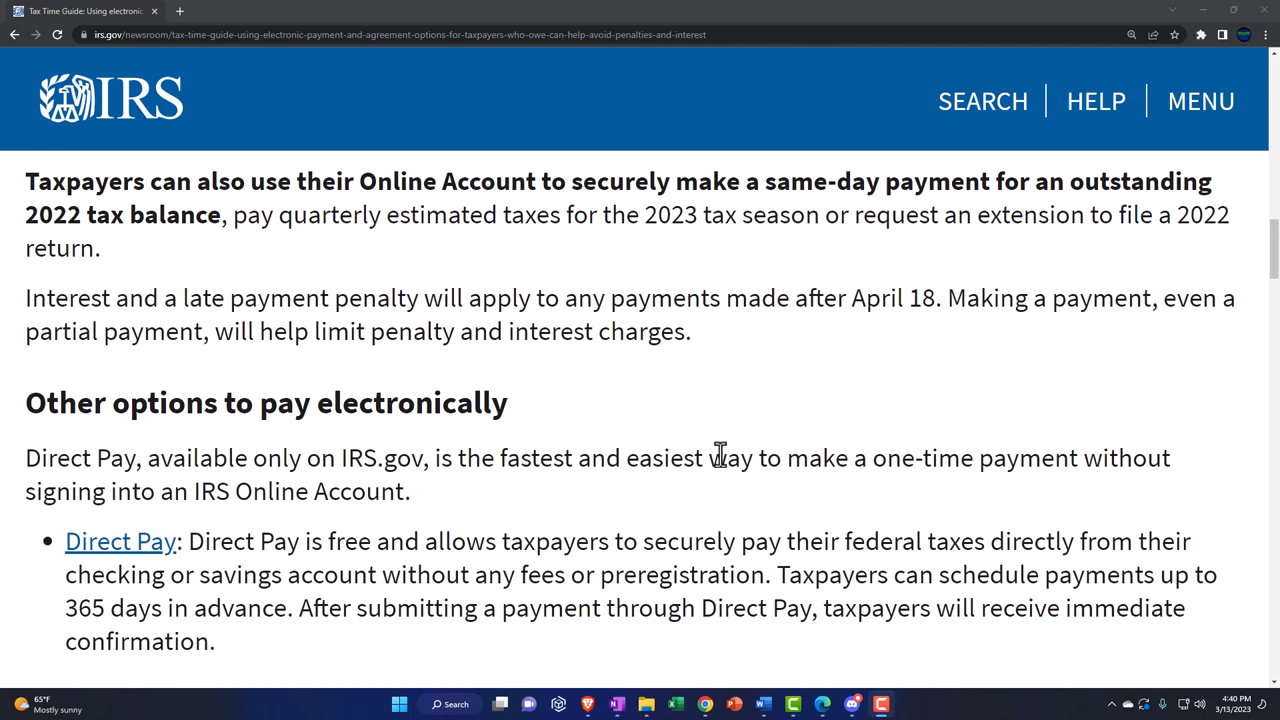 Tax Time Guide: Using electronic
irs.gov/newsroom/tax-time-guide-using-electronic-payment-and-agreement-options-for-taxpayers-who-owe-can-help-avoid-penalties-and-interest
IRS
SEARCH
HELP
MENU
Taxpayers can also use their Online Account to securely make a same-day payment for an outstanding
2022 tax balance, pay quarterly estimated taxes for the 2023 tax season or request an extension to file a 2022
return.
Interest and a late payment penalty will apply to any payments made after April 18. Making a payment, even a
partial payment, will help limit penalty and interest charges.
Other options to pay electronically
Direct Pay, available only on IRS.gov, is the fastest and easiest way to make a one-time payment without
signing into an IRS Online Account.
• Direct Pay: Direct Pay is free and allows taxpayers to securely pay their federal taxes directly from their
checking or savings account without any fees or preregistration. Taxpayers can schedule payments up to
365 days in advance. After submitting a payment through Direct Pay, taxpayers will receive immediate
confirmation.
65°F
Mostly sunny
Search
4:40 PM
3/13/2023